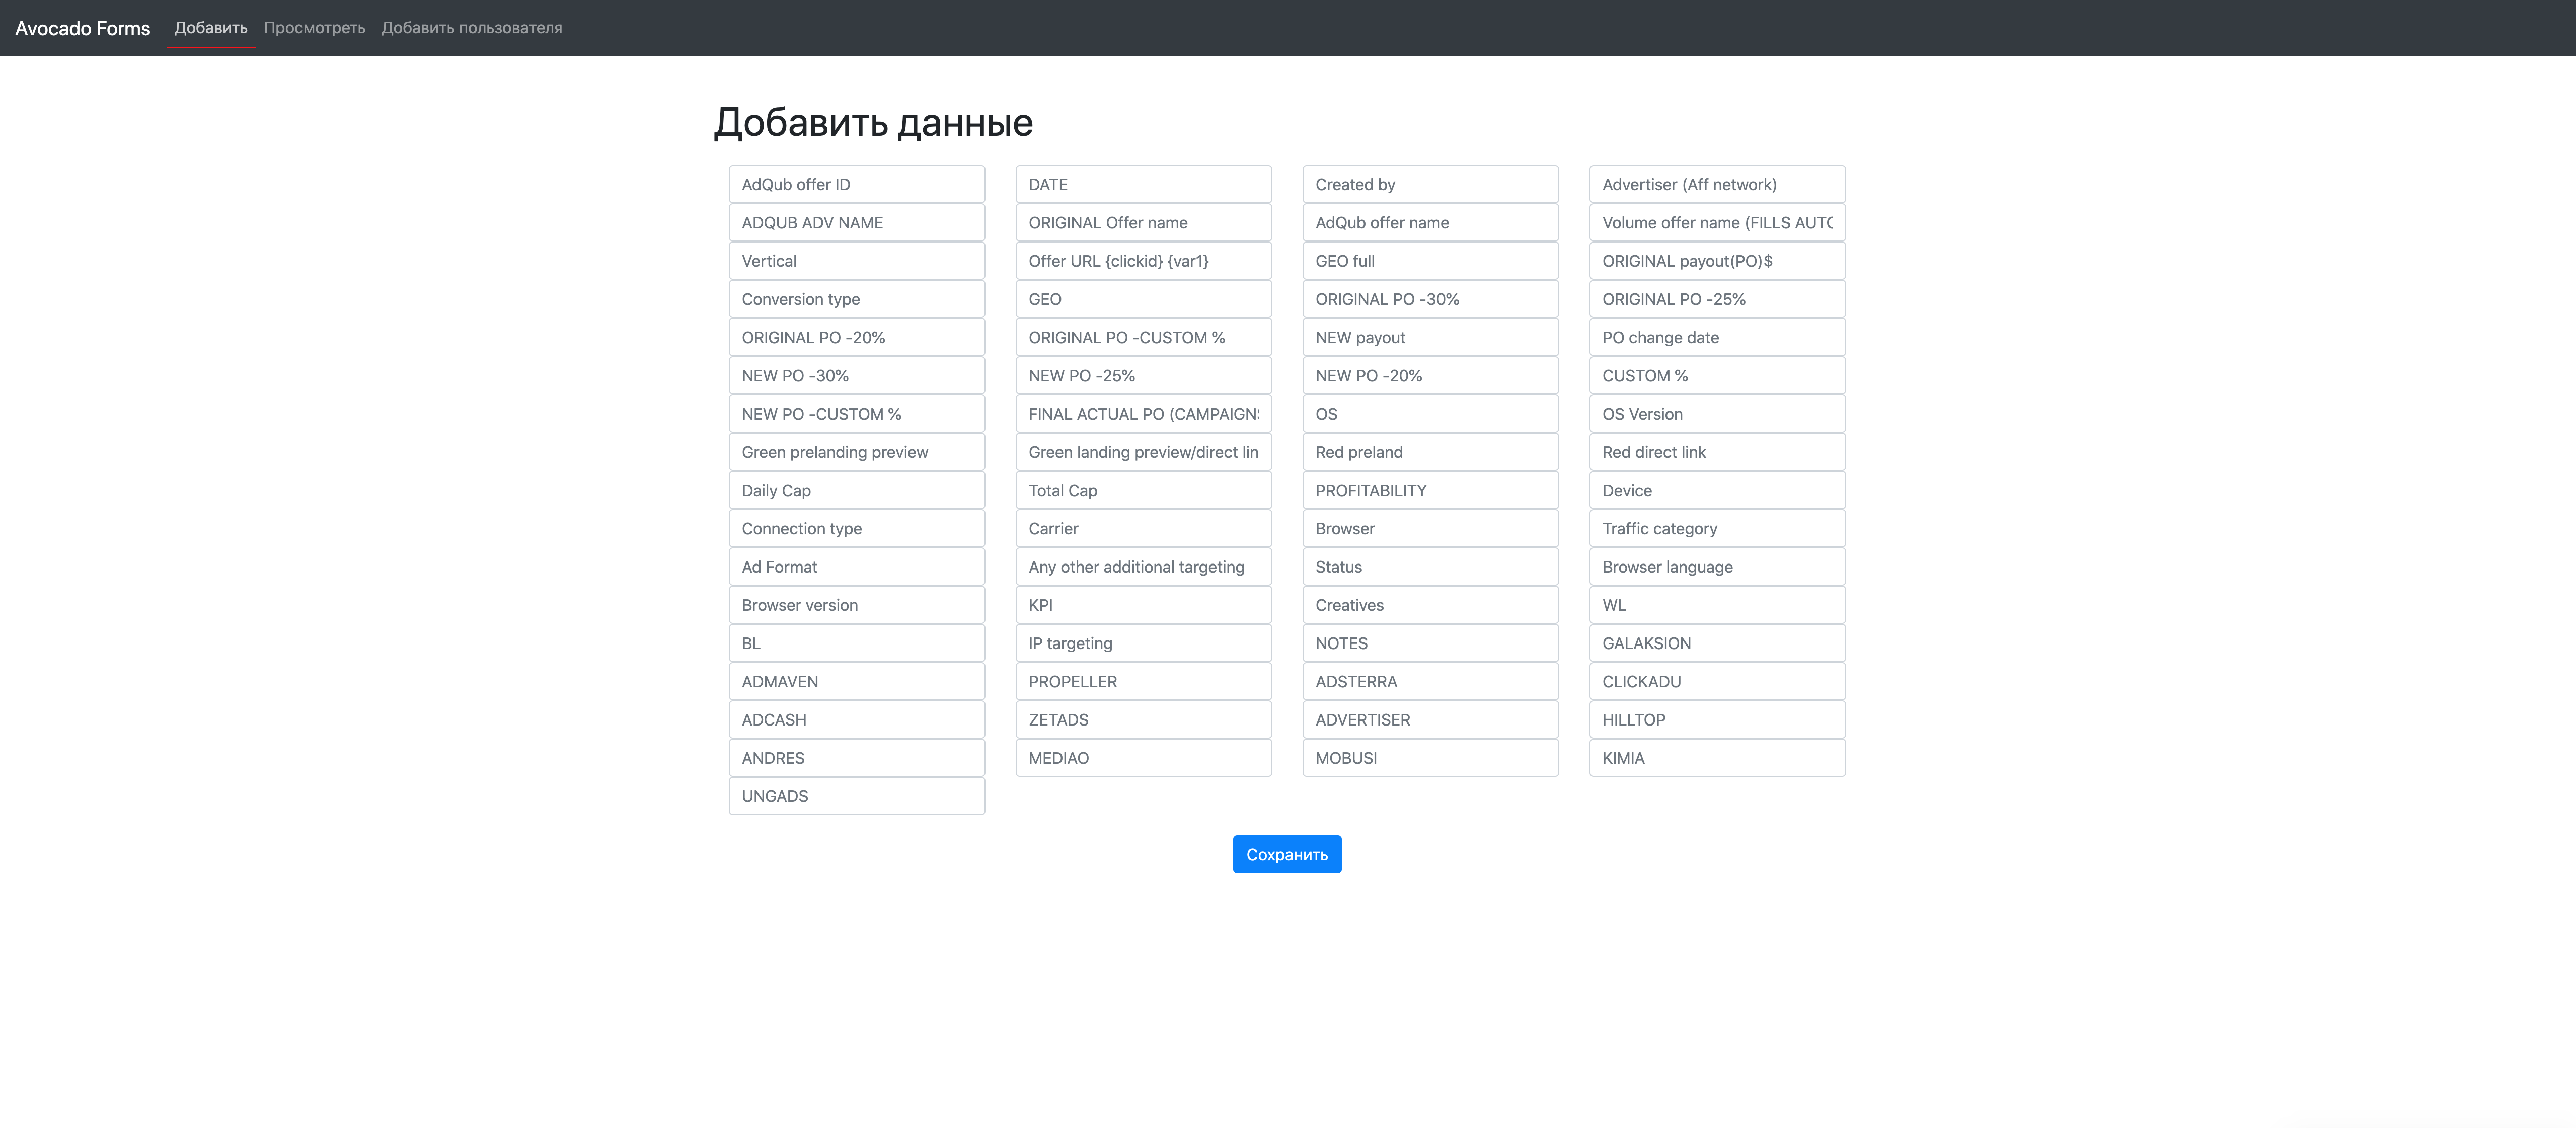 Avocado Forms Добавить Просмотреть Добавить пользователя
Добавить данные
AdQub offer ID DATE Created by Advertiser (Aff network)
ADQUB ADV NAME ORIGINAL Offer name AdQub offer name Volume offer name (FILLS AUTO
Vertical Offer URL {clickid} {var1} GEO full ORIGINAL payout(PO)$
Conversion type GEO ORIGINAL PO -30% ORIGINAL PO -25%
ORIGINAL PO -20% ORIGINAL PO -CUSTOM % NEW payout PO change date
NEW PO -30% NEW PO -25% NEW PO -20% CUSTOM %
NEW PO -CUSTOM % FINAL ACTUAL PO (CAMPAIGNS OS OS Version
Green prelanding preview Green landing preview/direct lin Red preland Red direct link
Daily Cap Total Cap PROFITABILITY Device
Connection type Carrier Browser Traffic category
Ad Format Any other additional targeting Status Browser language
Browser version KPI Creatives WL
BL IP targeting NOTES GALAKSION
ADMAVEN PROPELLER ADSTERRA CLICKADU
ADCASH ZETADS ADVERTISER HILLTOP
ANDRES MEDIAO MOBUSI KIMIA
UNGADS
Сохранить